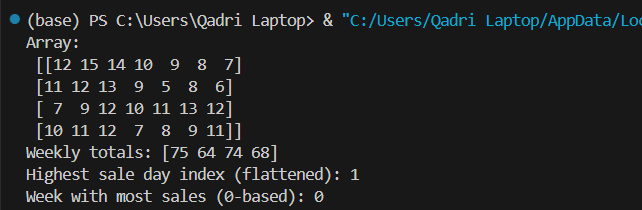 (base) PS C:\Users\Qadri Laptop> & "C:/Users/Qadri Laptop/AppData/Loc
Array:
 [[12 15 14 10  9  8  7]
 [11 12 13  9  5  8  6]
 [ 7  9 12 10 11 13 12]
 [10 11 12  7  8  9 11]]
Weekly totals: [75 64 74 68]
Highest sale day index (flattened): 1
Week with most sales (0-based): 0